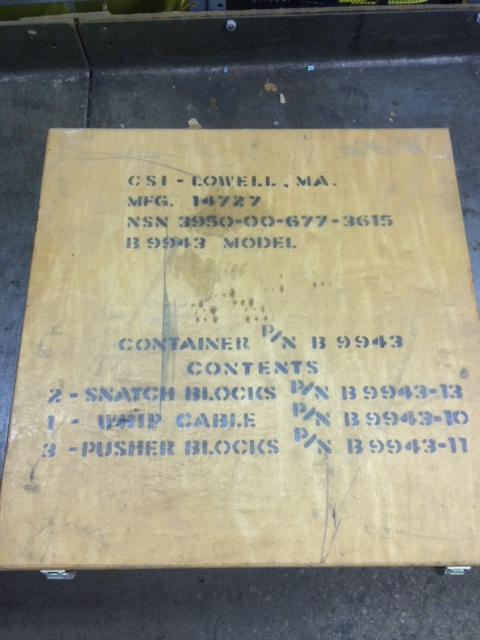 CSI - LOWELL, MA.
MFG. 14727
NSN 3950-00-677-3615
B 9943 MODEL
CONTAINER P/N B 9943
CONTENTS
2 - SNATCH BLOCKS P/N B 9943-13
1 - WHIP CABLE P/N B 9943-10
3 - PUSHER BLOCKS P/N B 9943-11